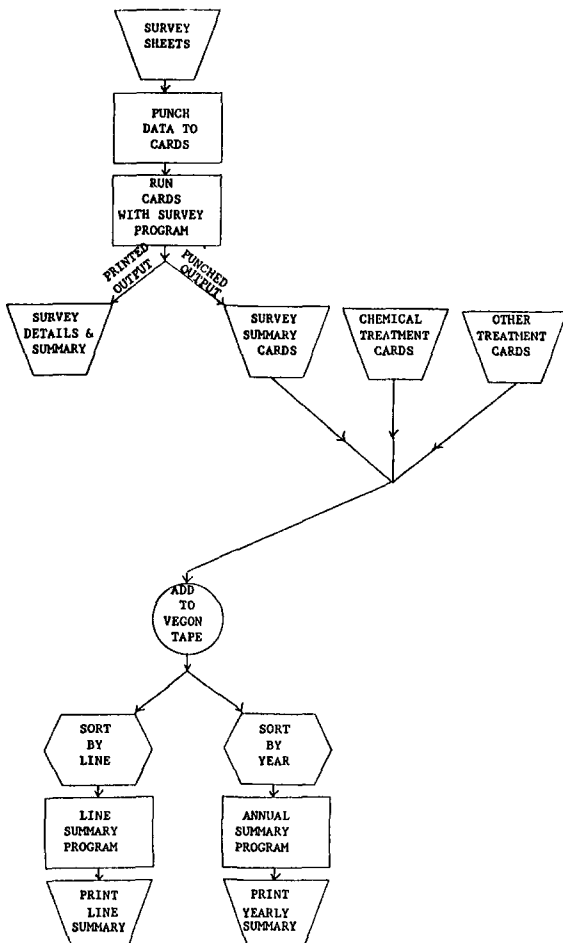 SURVEY
SHEETS
PUNCH
DATA TO
CARDS
RUN
CARDS
WITH SURVEY
PROGRAM
PRINTED
OUTPUT
PUNCHED
OUTPUT
SURVEY
DETAILS &
SUMMARY
SURVEY
SUMMARY
CARDS
CHEMICAL
TREATMENT
CARDS
OTHER
TREATMENT
CARDS
ADD
TO
VEGON
TAPE
SORT
BY
LINE
SORT
BY
YEAR
LINE
SUMMARY
PROGRAM
ANNUAL
SUMMARY
PROGRAM
PRINT
LINE
SUMMARY
PRINT
YEARLY
SUMMARY